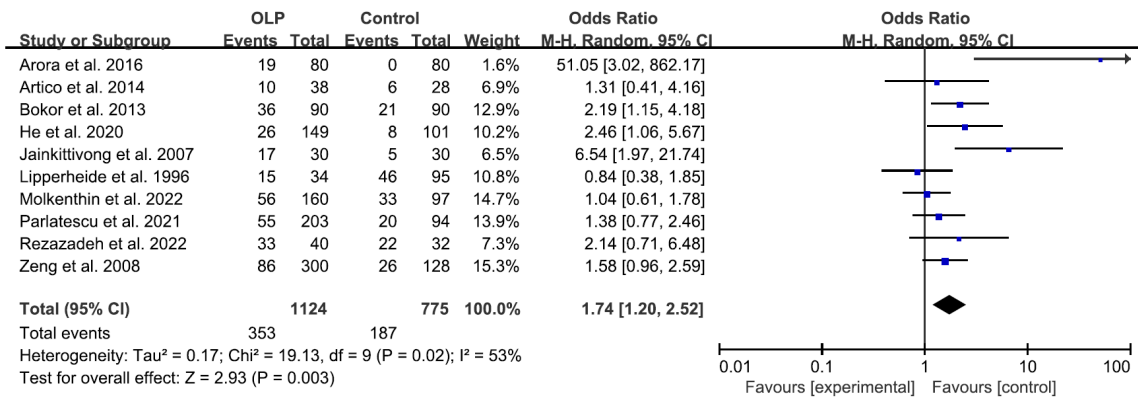 OLP Control Odds Ratio Odds Ratio
Study or Subgroup Events Total Events Total Weight M-H. Random. 95% CI M-H. Random. 95% CI
Arora et al. 2016 19 80 0 80 1.6% 51.05 [3.02, 862.17]
Artico et al. 2014 10 38 6 28 6.9% 1.31 [0.41, 4.16]
Bokor et al. 2013 36 90 21 90 12.9% 2.19 [1.15, 4.18]
He et al. 2020 26 149 8 101 10.2% 2.46 [1.06, 5.67]
Jainkittivong et al. 2007 17 30 5 30 6.5% 6.54 [1.97, 21.74]
Lipperheide et al. 1996 15 34 46 95 10.8% 0.84 [0.38, 1.85]
Molkenthin et al. 2022 56 160 33 97 14.7% 1.04 [0.61, 1.78]
Parlatescu et al. 2021 55 203 20 94 13.9% 1.38 [0.77, 2.46]
Rezazadeh et al. 2022 33 40 22 32 7.3% 2.14 [0.71, 6.48]
Zeng et al. 2008 86 300 26 128 15.3% 1.58 [0.96, 2.59]
Total (95% CI) 1124 775 100.0% 1.74 [1.20, 2.52]
Total events 353 187
Heterogeneity: Tau² = 0.17; Chi² = 19.13, df = 9 (P = 0.02); I² = 53%
Test for overall effect: Z = 2.93 (P = 0.003)
0.01 0.1 1 10 100
Favours [experimental] Favours [control]